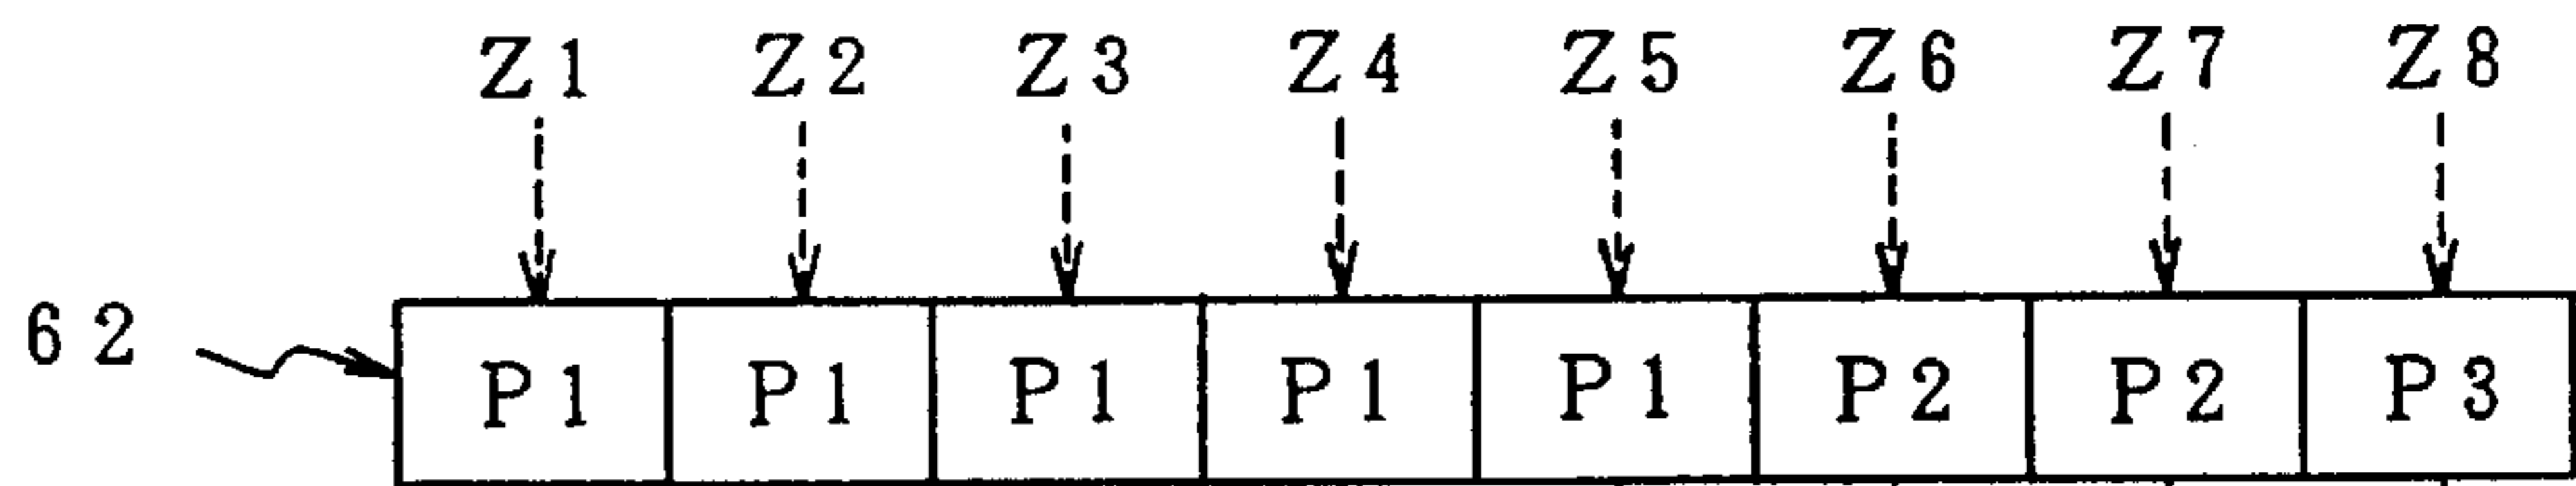 Z1 Z2 Z3 Z4 Z5 Z6 Z7 Z8
62 P1 P1 P1 P1 P1 P2 P2 P3